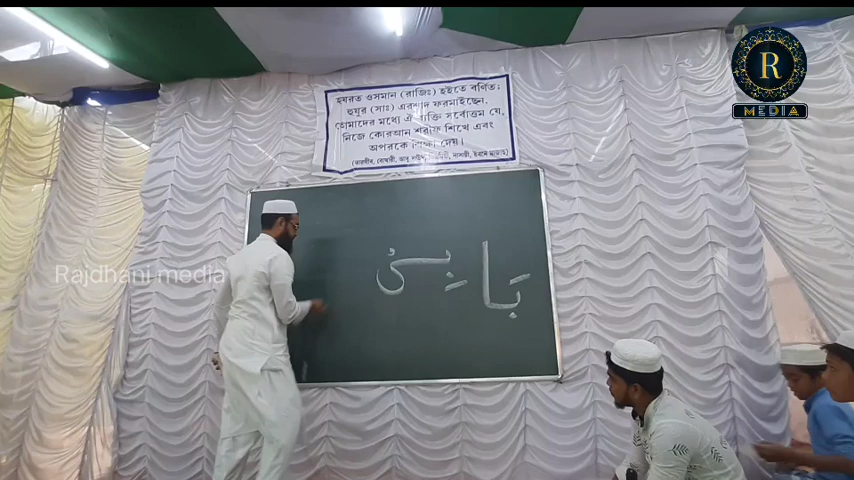 হযরত ওসমান (রাজিঃ) হইতে বর্ণিত;
হুযুর (সাঃ) এরশাদ ফরমাইছেন,
তোমাদের মধ্যে ঐ ব্যক্তি সর্বোত্তম যে,
নিজে কোরআন শরীফ শিখে এবং
অপরকে শিক্ষা দেয়।
بَا بِىْ
R
MEDIA
Rajdhani media